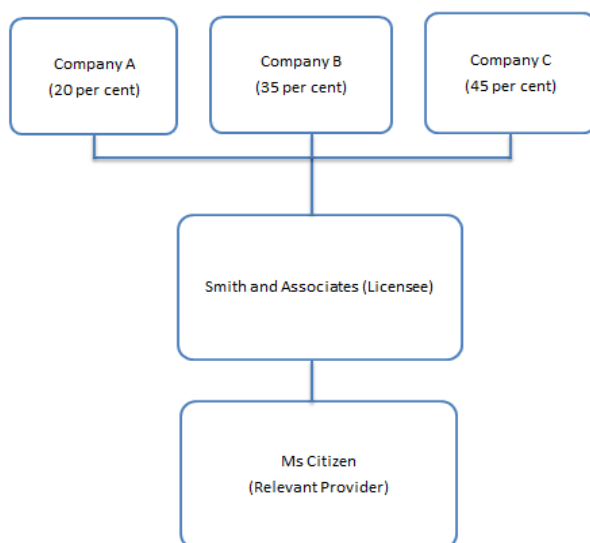 Company A
(20 per cent)
Company B
(35 per cent)
Company C
(45 per cent)
Smith and Associates (Licensee)
Ms Citizen
(Relevant Provider)